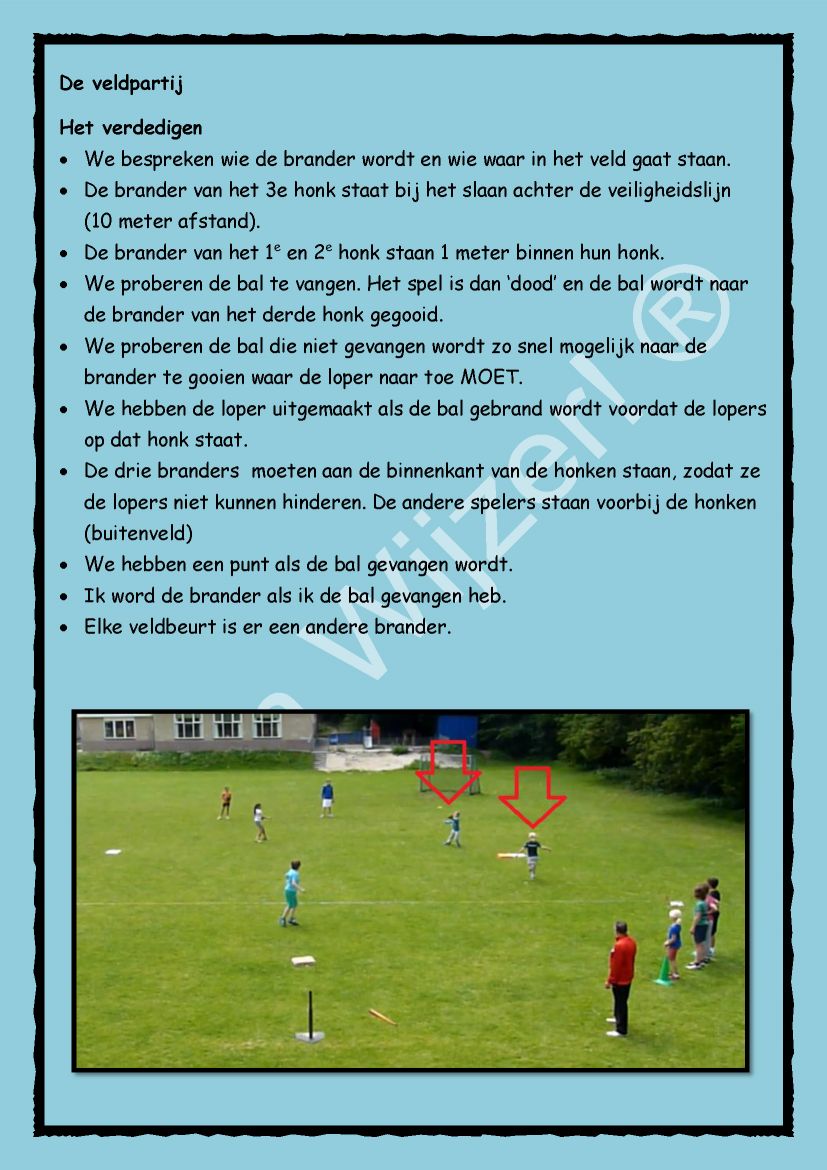 De veldpartij
Het verdedigen
• We bespreken wie de brander wordt en wie waar in het veld gaat staan.
• De brander van het 3e honk staat bij het slaan achter de veiligheidslijn
(10 meter afstand).
• De brander van het 1e en 2e honk staan 1 meter binnen hun honk.
• We proberen de bal te vangen. Het spel is dan ‘dood’ en de bal wordt naar
de brander van het derde honk gegooid.
• We proberen de bal die niet gevangen wordt zo snel mogelijk naar de
brander te gooien waar de loper naar toe MOET.
• We hebben de loper uitgemaakt als de bal gebrand wordt voordat de lopers
op dat honk staat.
• De drie branders moeten aan de binnenkant van de honken staan, zodat ze
de lopers niet kunnen hinderen. De andere spelers staan voorbij de honken
(buitenveld)
• We hebben een punt als de bal gevangen wordt.
• Ik word de brander als ik de bal gevangen heb.
• Elke veldbeurt is er een andere brander.
Wijzer! ®